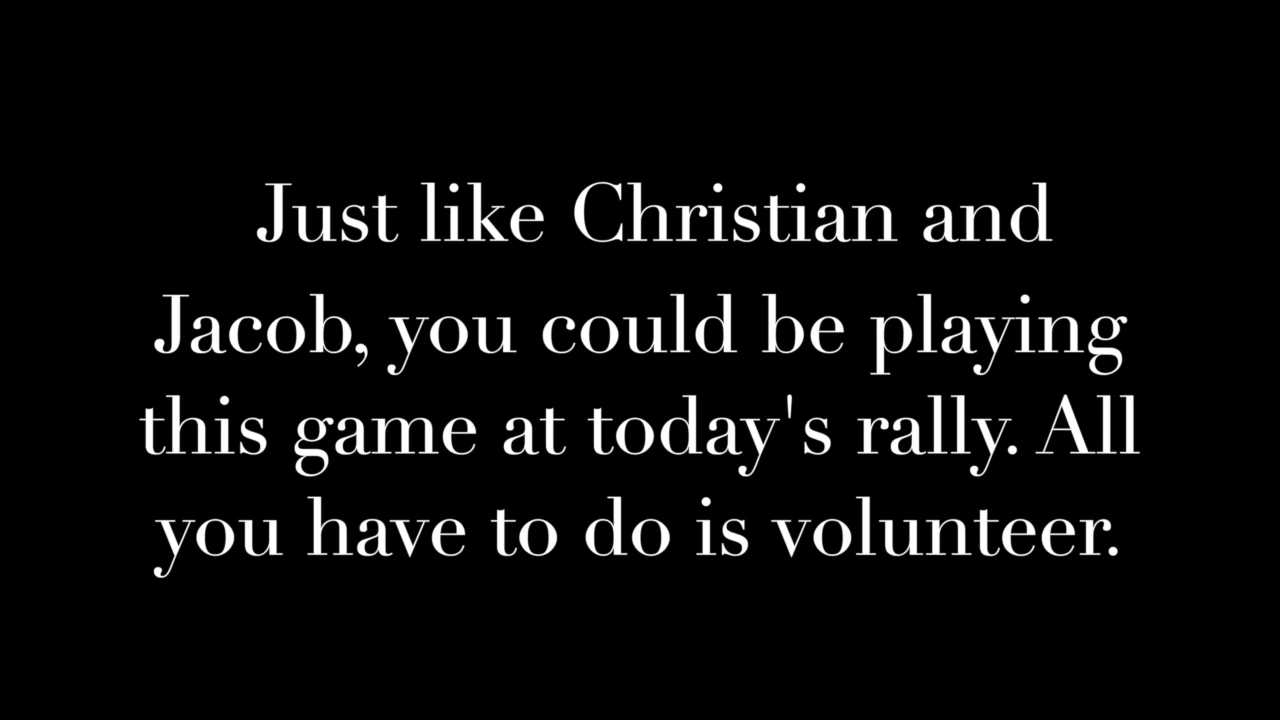 Just like Christian and
Jacob, you could be playing
this game at today's rally. All
you have to do is volunteer.